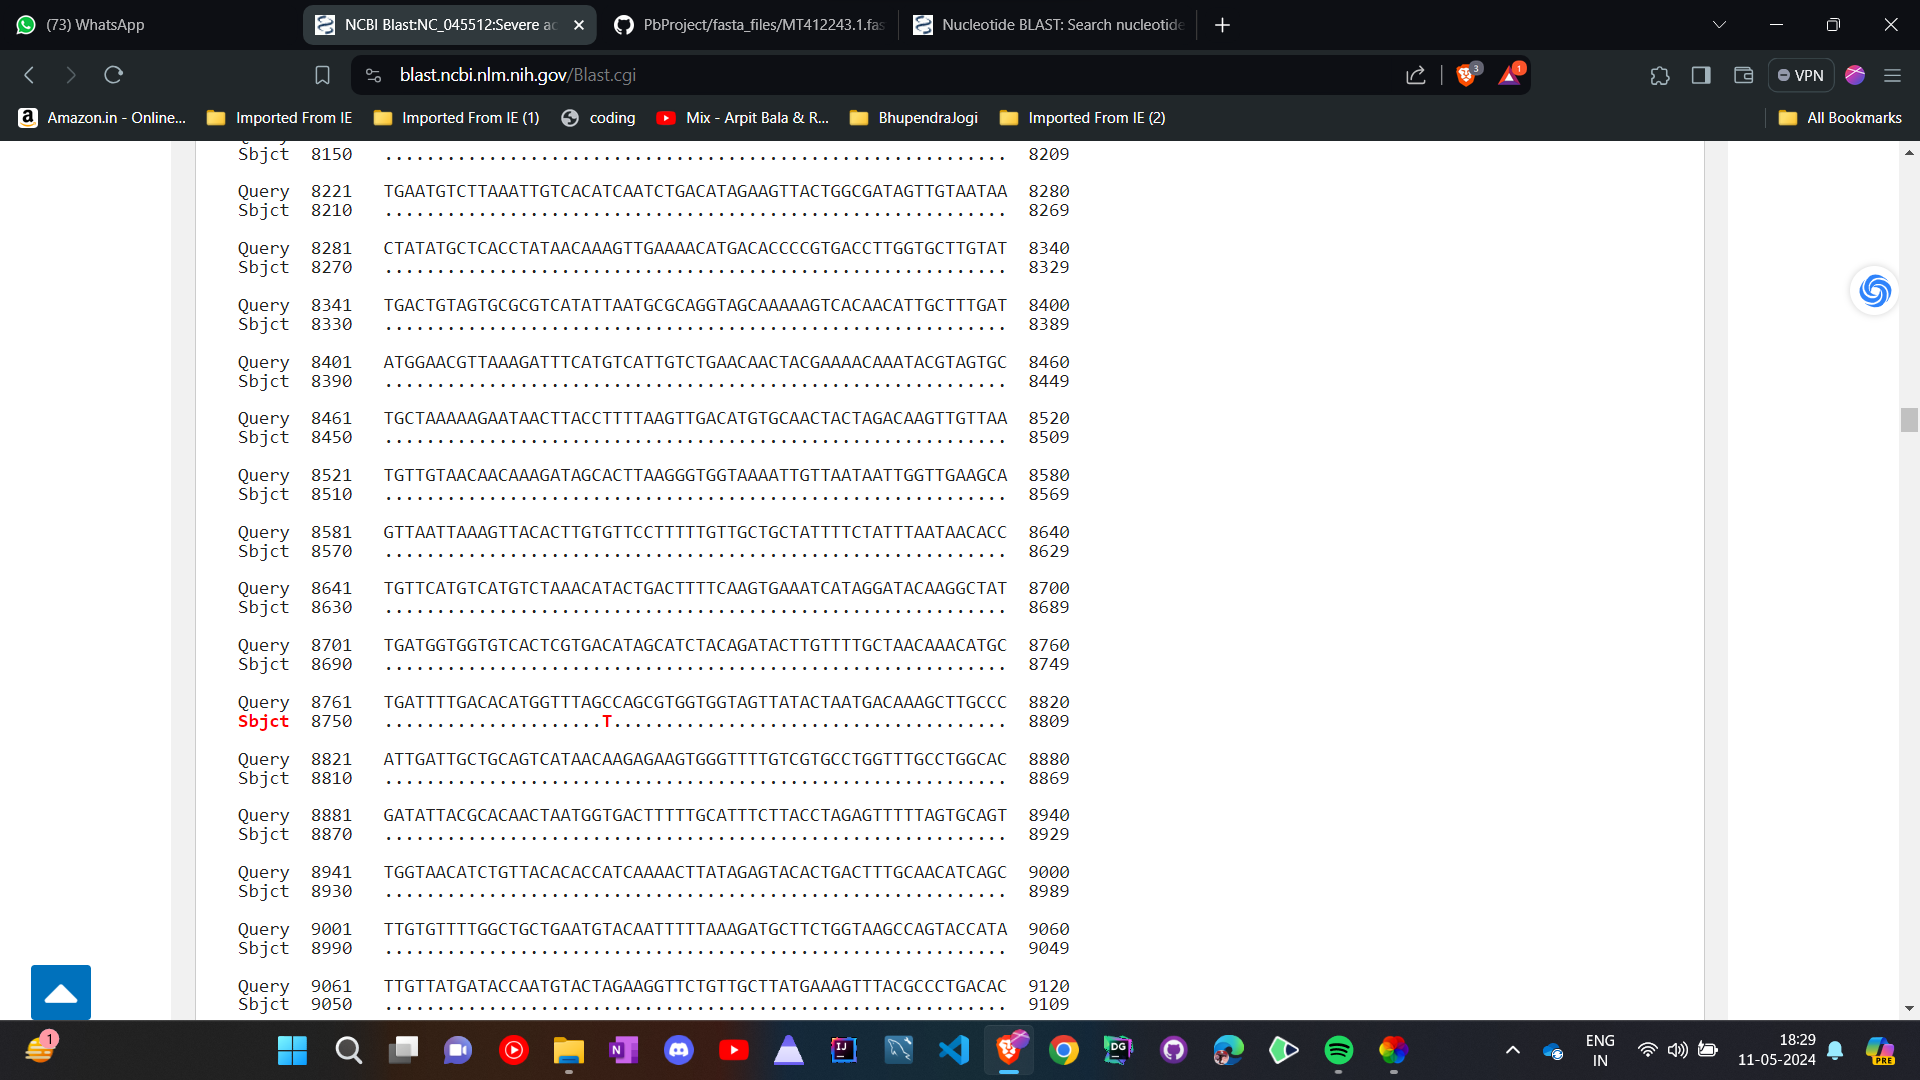 (73) WhatsApp
NCBI Blast:NC_045512:Severe ac
PbProject/fasta_files/MT412243.1.fas
Nucleotide BLAST: Search nucleotide
blast.ncbi.nlm.nih.gov/Blast.cgi
3
1
VPN
Amazon.in - Online...
Imported From IE
Imported From IE (1)
coding
Mix - Arpit Bala & R...
BhupendraJogi
Imported From IE (2)
All Bookmarks
Sbjct 8150 ............................................................ 8209
Query 8221 TGAATGTCTTAAATTGTCACATCAATCTGACATAGAAGTTACTGGCGATAGTTGTAATAA 8280
Sbjct 8210 ............................................................ 8269
Query 8281 CTATATGCTCACCTATAACAAAGTTGAAAACATGACACCCCGTGACCTTGGTGCTTGTAT 8340
Sbjct 8270 ............................................................ 8329
Query 8341 TGACTGTAGTGCGCGTCATATTAATGCGCAGGTAGCAAAAAGTCACAACATTGCTTTGAT 8400
Sbjct 8330 ............................................................ 8389
Query 8401 ATGGAACGTTAAAGATTTCATGTCATTGTCTGAACAACTACGAAAACAAATACGTAGTGC 8460
Sbjct 8390 ............................................................ 8449
Query 8461 TGCTAAAAAGAATAACTTACCTTTTAAGTTGACATGTGCAACTACTAGACAAGTTGTTAA 8520
Sbjct 8450 ............................................................ 8509
Query 8521 TGTTGTAACAACAAAGATAGCACTTAAGGGTGGTAAAATTGTTAATAATTGGTTGAAGCA 8580
Sbjct 8510 ............................................................ 8569
Query 8581 GTTAATTAAAGTTACACTTGTGTTCCTTTTTGTTGCTGCTATTTTCTATTTAATAACACC 8640
Sbjct 8570 ............................................................ 8629
Query 8641 TGTTCATGTCATGTCTAAACATACTGACTTTTCAAGTGAAATCATAGGATACAAGGCTAT 8700
Sbjct 8630 ............................................................ 8689
Query 8701 TGATGGTGGTGTCACTCGTGACATAGCATCTACAGATACTTGTTTTGCTAACAAACATGC 8760
Sbjct 8690 ............................................................ 8749
Query 8761 TGATTTTGACACATGGTTTAGCCAGCGTGGTGGTAGTTATACTAATGACAAAGCTTGCCC 8820
Sbjct 8750 .....................T...................................... 8809
Query 8821 ATTGATTGCTGCAGTCATAACAAGAGAAGTGGGTTTTGTCGTGCCTGGTTTGCCTGGCAC 8880
Sbjct 8810 ............................................................ 8869
Query 8881 GATATTACGCACAACTAATGGTGACTTTTTGCATTTCTTACCTAGAGTTTTTAGTGCAGT 8940
Sbjct 8870 ............................................................ 8929
Query 8941 TGGTAACATCTGTTACACACCATCAAAACTTATAGAGTACACTGACTTTGCAACATCAGC 9000
Sbjct 8930 ............................................................ 8989
Query 9001 TTGTGTTTTGGCTGCTGAATGTACAATTTTTAAAGATGCTTCTGGTAAGCCAGTACCATA 9060
Sbjct 8990 ............................................................ 9049
Query 9061 TTGTTATGATACCAATGTACTAGAAGGTTCTGTTGCTTATGAAAGTTTACGCCCTGACAC 9120
Sbjct 9050 ............................................................ 9109
1
N
IJ
DG
ENG
IN
18:29
11-05-2024
PRE